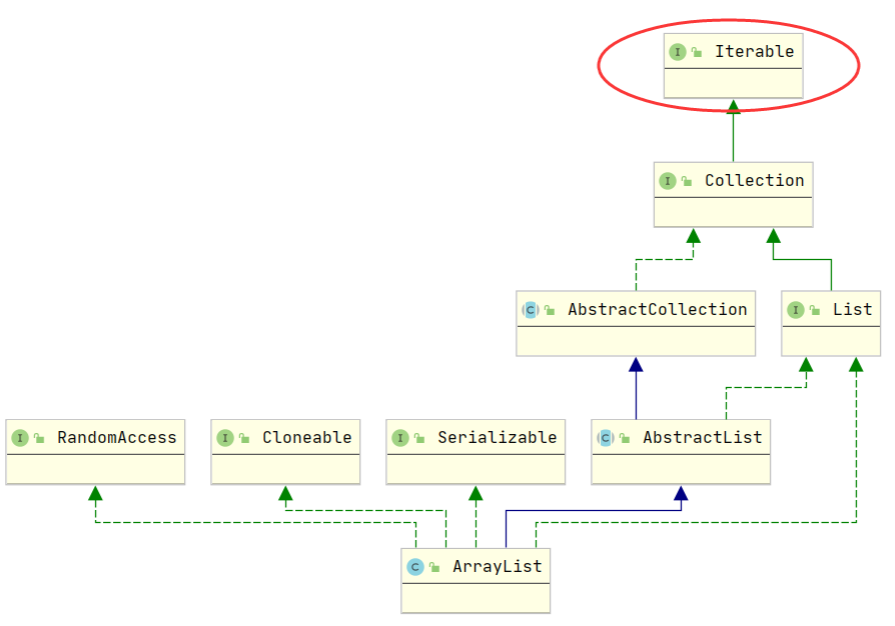 I Iterable
I Collection
C AbstractCollection
I List
I RandomAccess
I Cloneable
I Serializable
C AbstractList
C ArrayList